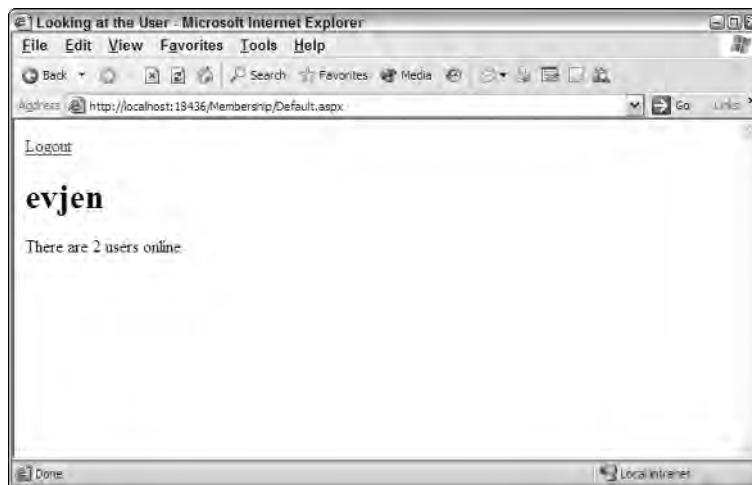 Looking at the User - Microsoft Internet Explorer
File Edit View Favorites Tools Help
Back Search Favorites Media
Address http://localhost:18436/Membership/Default.aspx Go Links
Logout
evjen
There are 2 users online
Done Local intranet